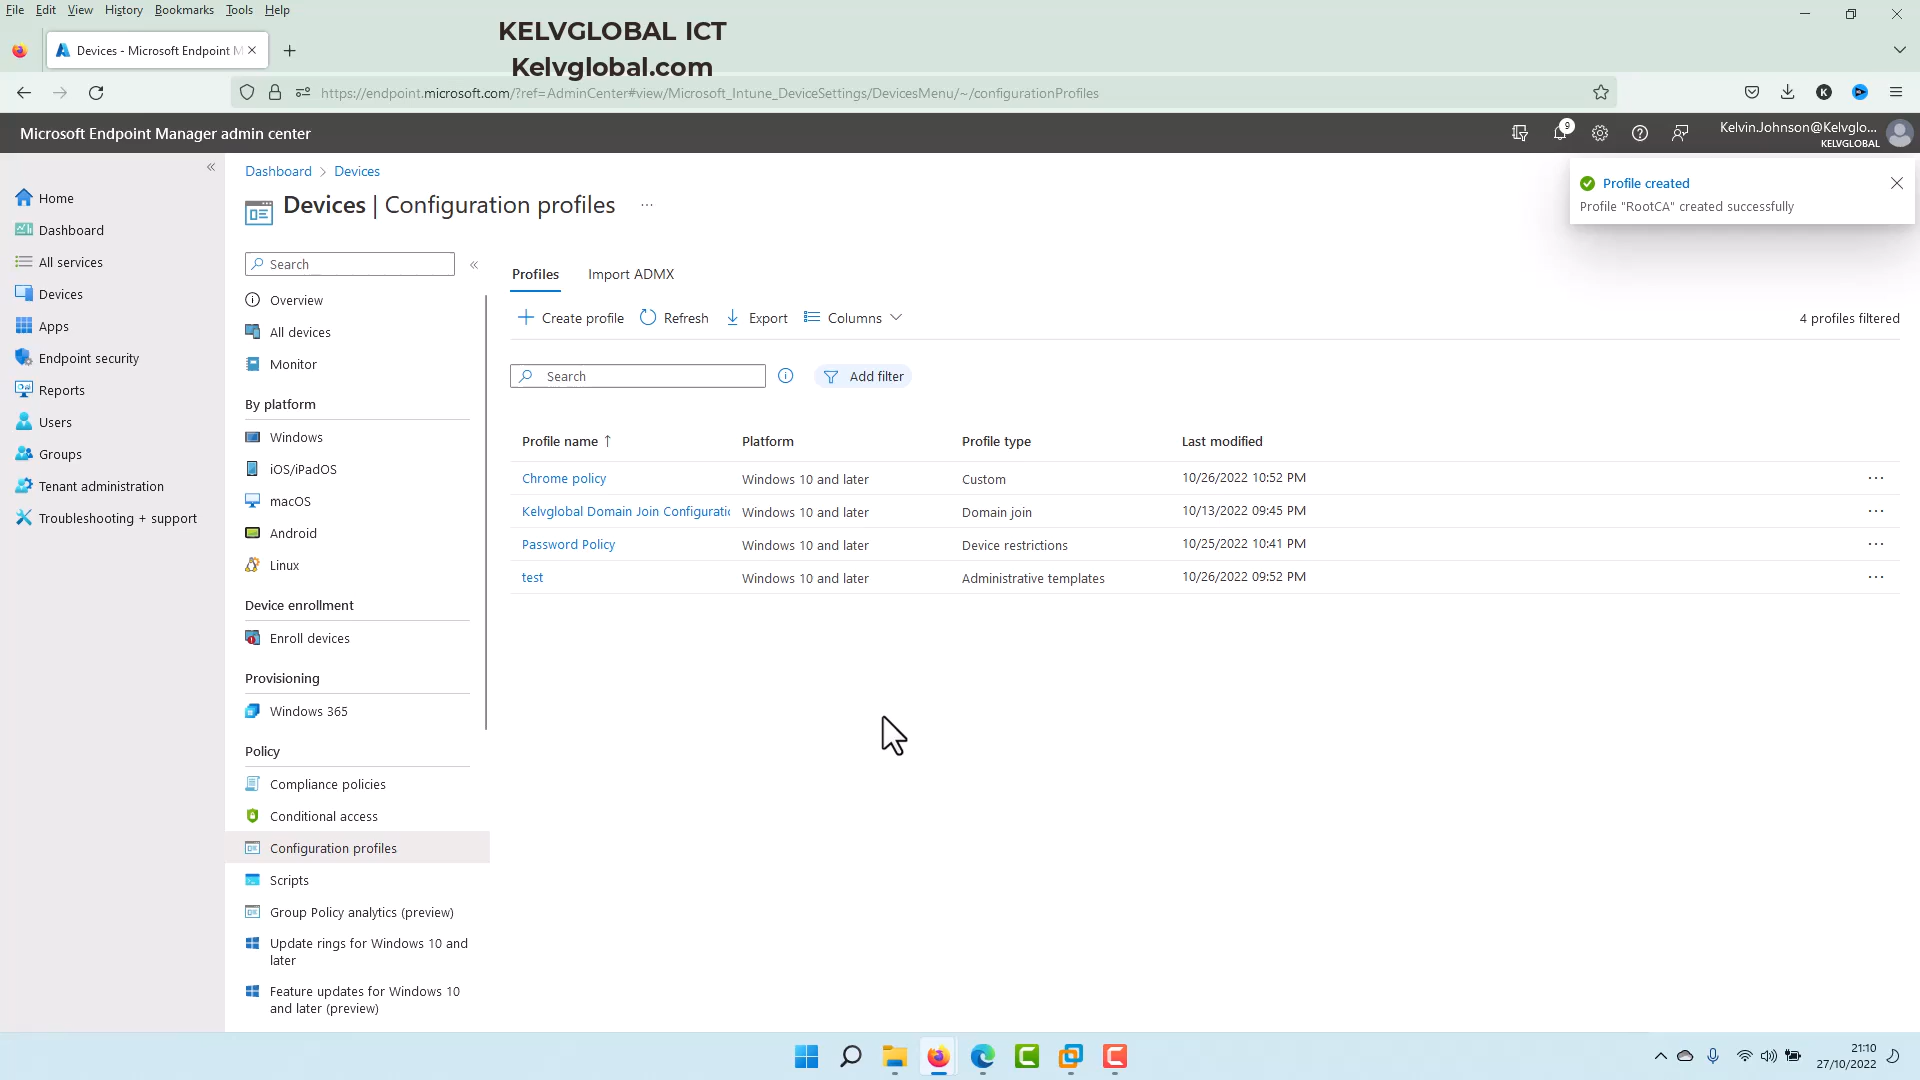 File Edit View History Bookmarks Tools Help
KELVGLOBAL ICT
Kelvglobal.com
Devices - Microsoft Endpoint M
https://endpoint.microsoft.com/?ref=AdminCenter#view/Microsoft_Intune_DeviceSettings/DevicesMenu/~/configurationProfiles
Microsoft Endpoint Manager admin center
9
Kelvin.Johnson@Kelvglo...
KELVGLOBAL
Profile created
Profile "RootCA" created successfully
Home
Dashboard
All services
Devices
Apps
Endpoint security
Reports
Users
Groups
Tenant administration
Troubleshooting + support
Dashboard > Devices
Devices | Configuration profiles ...
Search
Overview
All devices
Monitor
By platform
Windows
iOS/iPadOS
macOS
Android
Linux
Device enrollment
Enroll devices
Provisioning
Windows 365
Policy
Compliance policies
Conditional access
Configuration profiles
Scripts
Group Policy analytics (preview)
Update rings for Windows 10 and
later
Feature updates for Windows 10
and later (preview)
Profiles Import ADMX
Create profile Refresh Export Columns
4 profiles filtered
Search
Add filter
Profile name ↑ Platform Profile type Last modified
Chrome policy Windows 10 and later Custom 10/26/2022 10:52 PM ...
Kelvglobal Domain Join Configuratio Windows 10 and later Domain join 10/13/2022 09:45 PM ...
Password Policy Windows 10 and later Device restrictions 10/25/2022 10:41 PM ...
test Windows 10 and later Administrative templates 10/26/2022 09:52 PM ...
21:10
27/10/2022